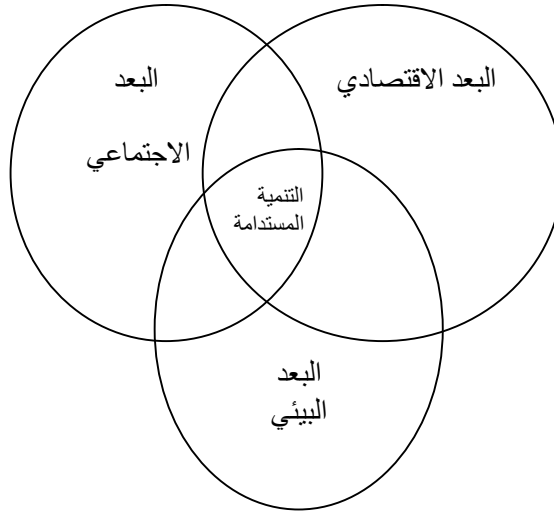 البعد الاقتصادي
البعد
الاجتماعي
التنمية
المستدامة
البعد
البيئي